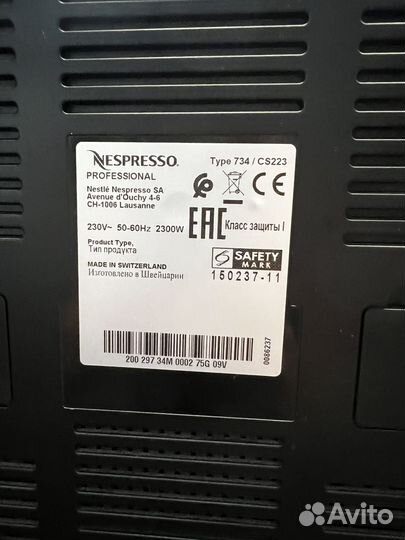 NESPRESSO.
Type 734 / CS223
PROFESSIONAL
Nestlé Nespresso SA
Avenue d'Ouchy 4-6
CH-1006 Lausanne
CE
230V~ 50-60Hz 2300W
EAC
Класс защиты I
Product Type,
Тип продукта
MADE IN SWITZERLAND
Изготовлено в Швейцарии
S SAFETY
MARK
150237-11
200 297 34M 0002 75G 09V
0086237
Avito